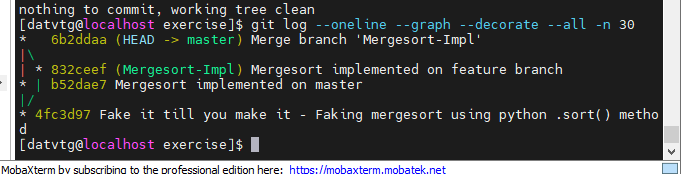 nothing to commit, working tree clean
[datvtg@localhost exercise]$ git log --oneline --graph --decorate --all -n 30
*   6b2ddaa (HEAD -> master) Merge branch 'Mergesort-Impl'
|\
| * 832ceef (Mergesort-Impl) Mergesort implemented on feature branch
* | b52dae7 Mergesort implemented on master
|/
* 4fc3d97 Fake it till you make it - Faking mergesort using python .sort() metho
d
[datvtg@localhost exercise]$
MobaXterm by subscribing to the professional edition here: https://mobaxterm.mobatek.net